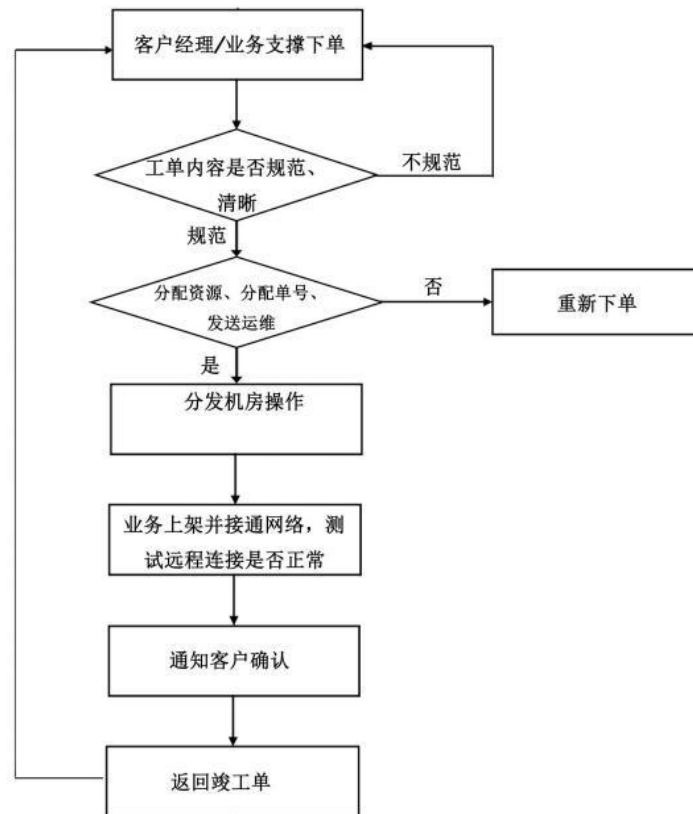 客户经理/业务支撑下单
工单内容是否规范、
清晰
不规范
规范
分配资源、分配单号、
发送运维
否
重新下单
是
分发机房操作
业务上架并接通网络，测
试远程连接是否正常
通知客户确认
返回竣工单